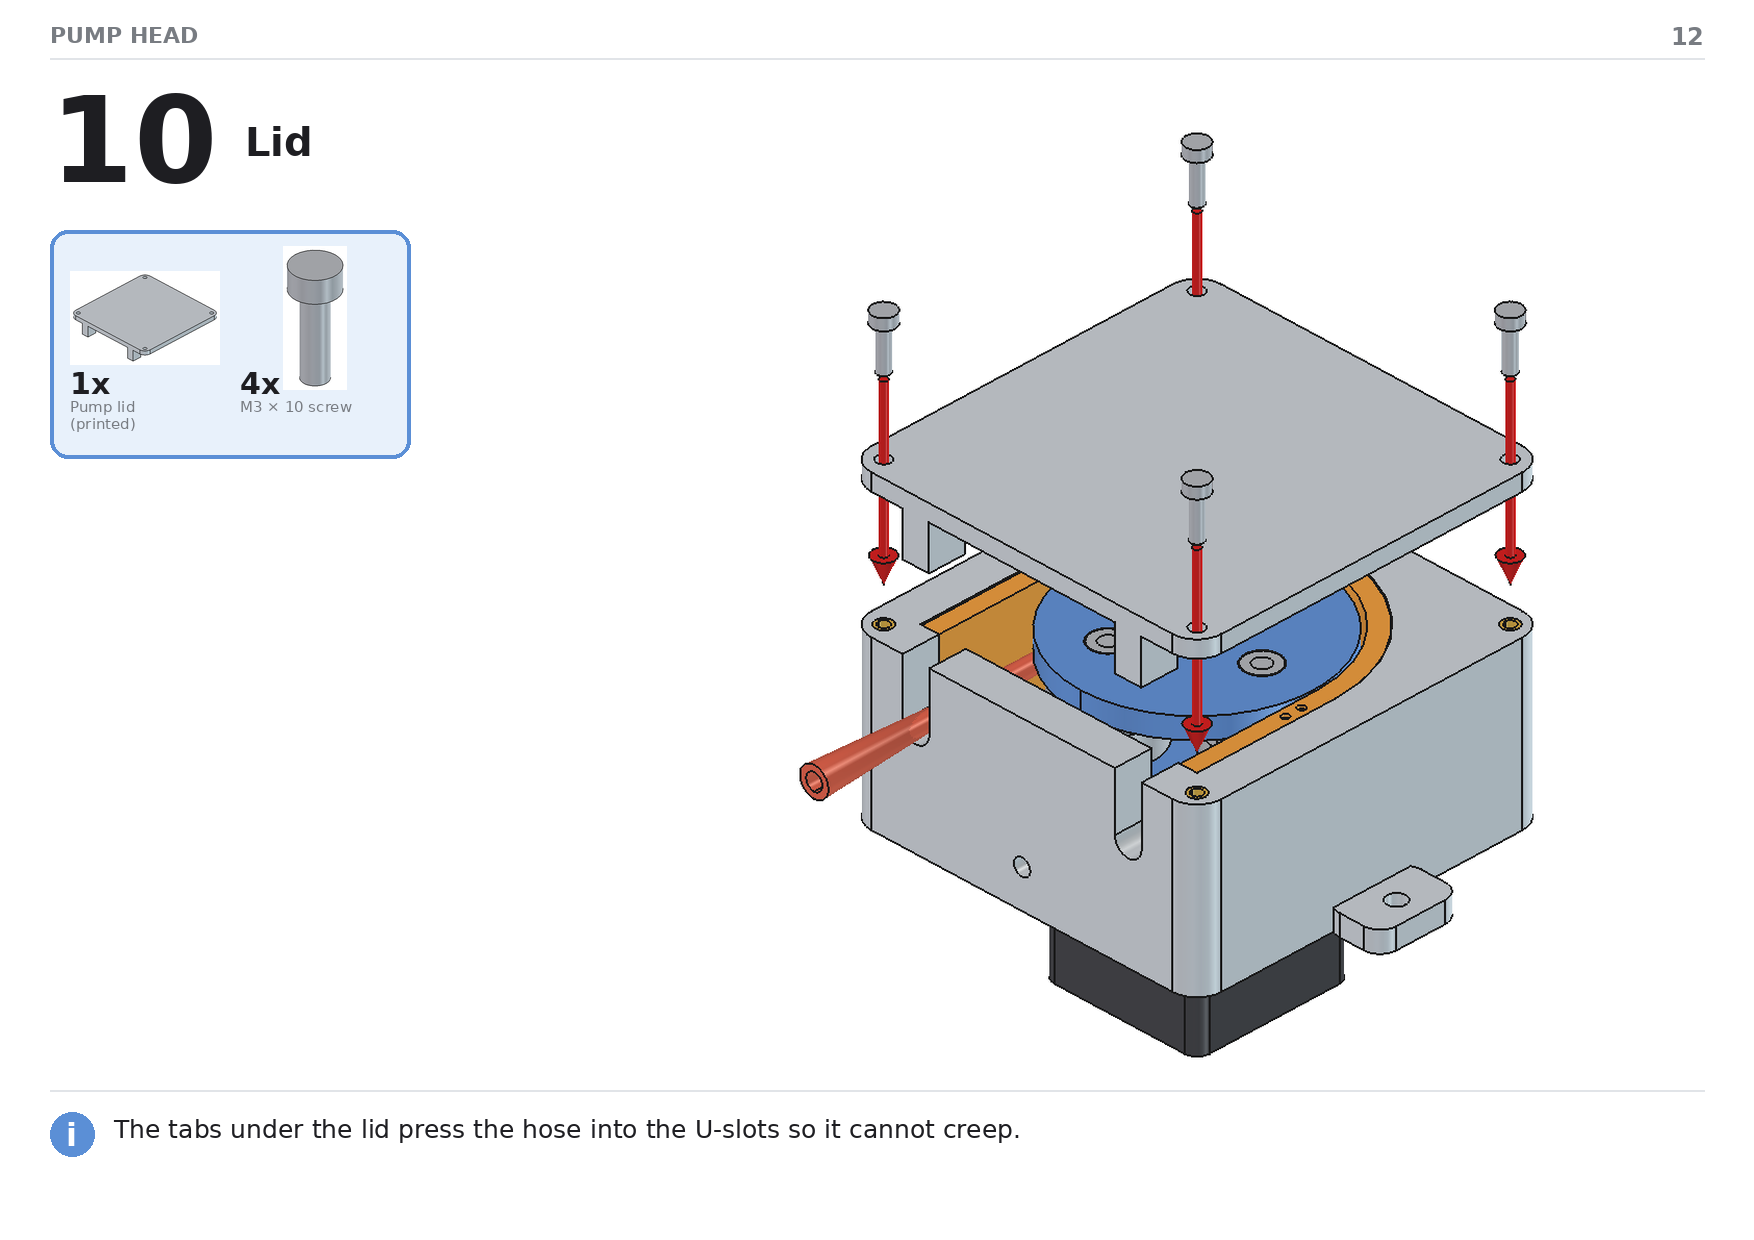 PUMP HEAD
12
10 Lid
1x
Pump lid
(printed)
4x
M3 × 10 screw
i
The tabs under the lid press the hose into the U-slots so it cannot creep.